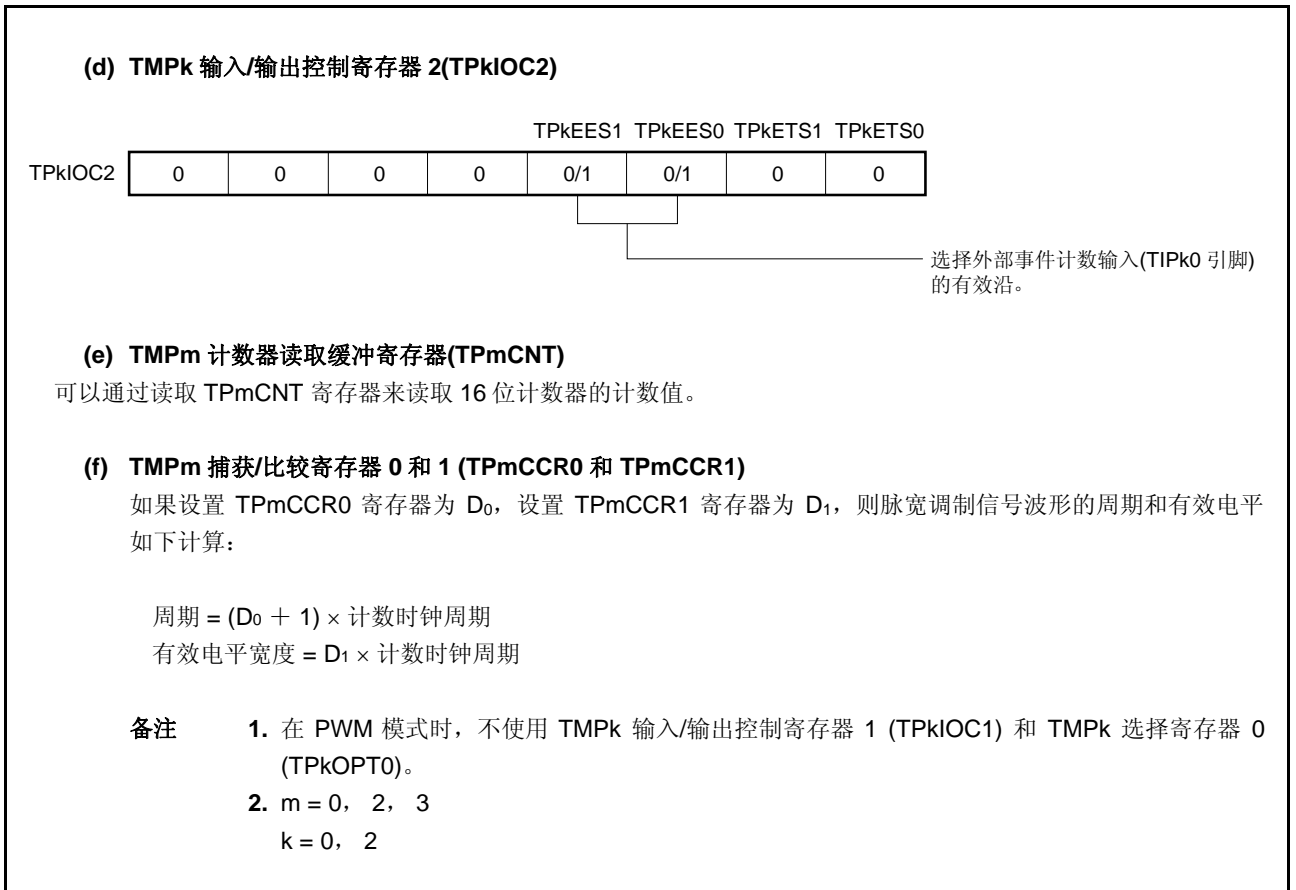 (d) TMPk 输入/输出控制寄存器 2(TPkIOC2)
TPkEES1 TPkEES0 TPkETS1 TPkETS0
TPkIOC2 0 0 0 0 0/1 0/1 0 0
选择外部事件计数输入(TIPk0 引脚)
的有效沿。
(e) TMPm 计数器读取缓冲寄存器(TPmCNT)
可以通过读取 TPmCNT 寄存器来读取 16 位计数器的计数值。
(f) TMPm 捕获/比较寄存器 0 和 1 (TPmCCR0 和 TPmCCR1)
如果设置 TPmCCR0 寄存器为 D₀，设置 TPmCCR1 寄存器为 D₁，则脉宽调制信号波形的周期和有效电平
如下计算：
周期 = (D₀ ＋ 1) × 计数时钟周期
有效电平宽度 = D₁ × 计数时钟周期
备注 1. 在 PWM 模式时，不使用 TMPk 输入/输出控制寄存器 1 (TPkIOC1) 和 TMPk 选择寄存器 0
(TPkOPT0)。
2. m = 0， 2， 3
k = 0， 2